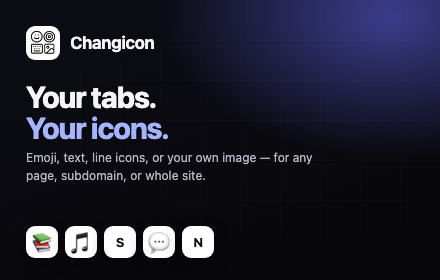 Changicon
Your tabs.
Your icons.
Emoji, text, line icons, or your own image — for any
page, subdomain, or whole site.
S
N